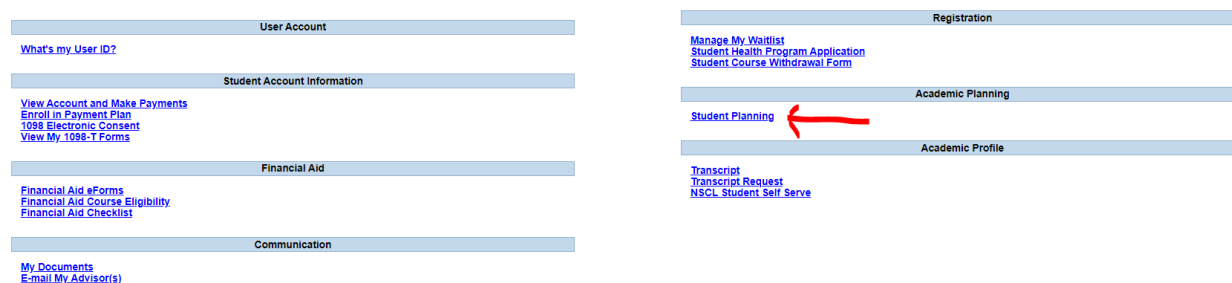 User Account
What's my User ID?
Student Account Information
View Account and Make Payments
Enroll in Payment Plan
1098 Electronic Consent
View My 1098-T Forms
Financial Aid
Financial Aid eForms
Financial Aid Course Eligibility
Financial Aid Checklist
Communication
My Documents
E-mail My Advisor(s)
Registration
Manage My Waitlist
Student Health Program Application
Student Course Withdrawal Form
Academic Planning
Student Planning
Academic Profile
Transcript
Transcript Request
NSCL Student Self Serve